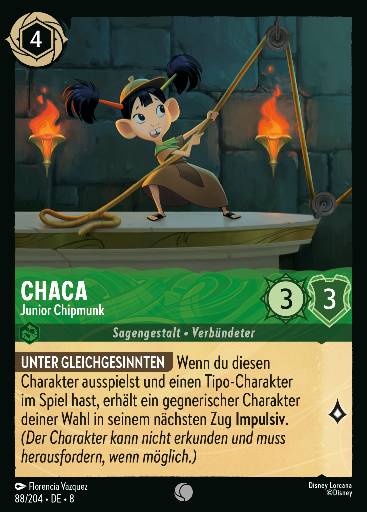 4
CHACA
Junior Chipmunk
3
3
Sagengestalt • Verbündeter
UNTER GLEICHGESINNTEN Wenn du diesen
Charakter ausspielst und einen Tipo-Charakter
im Spiel hast, erhält ein gegnerischer Charakter
deiner Wahl in seinem nächsten Zug Impulsiv.
(Der Charakter kann nicht erkunden und muss
herausfordern, wenn möglich.)
Florencia Vazquez
88/204 • DE • 8
Disney Lorcana
©Disney